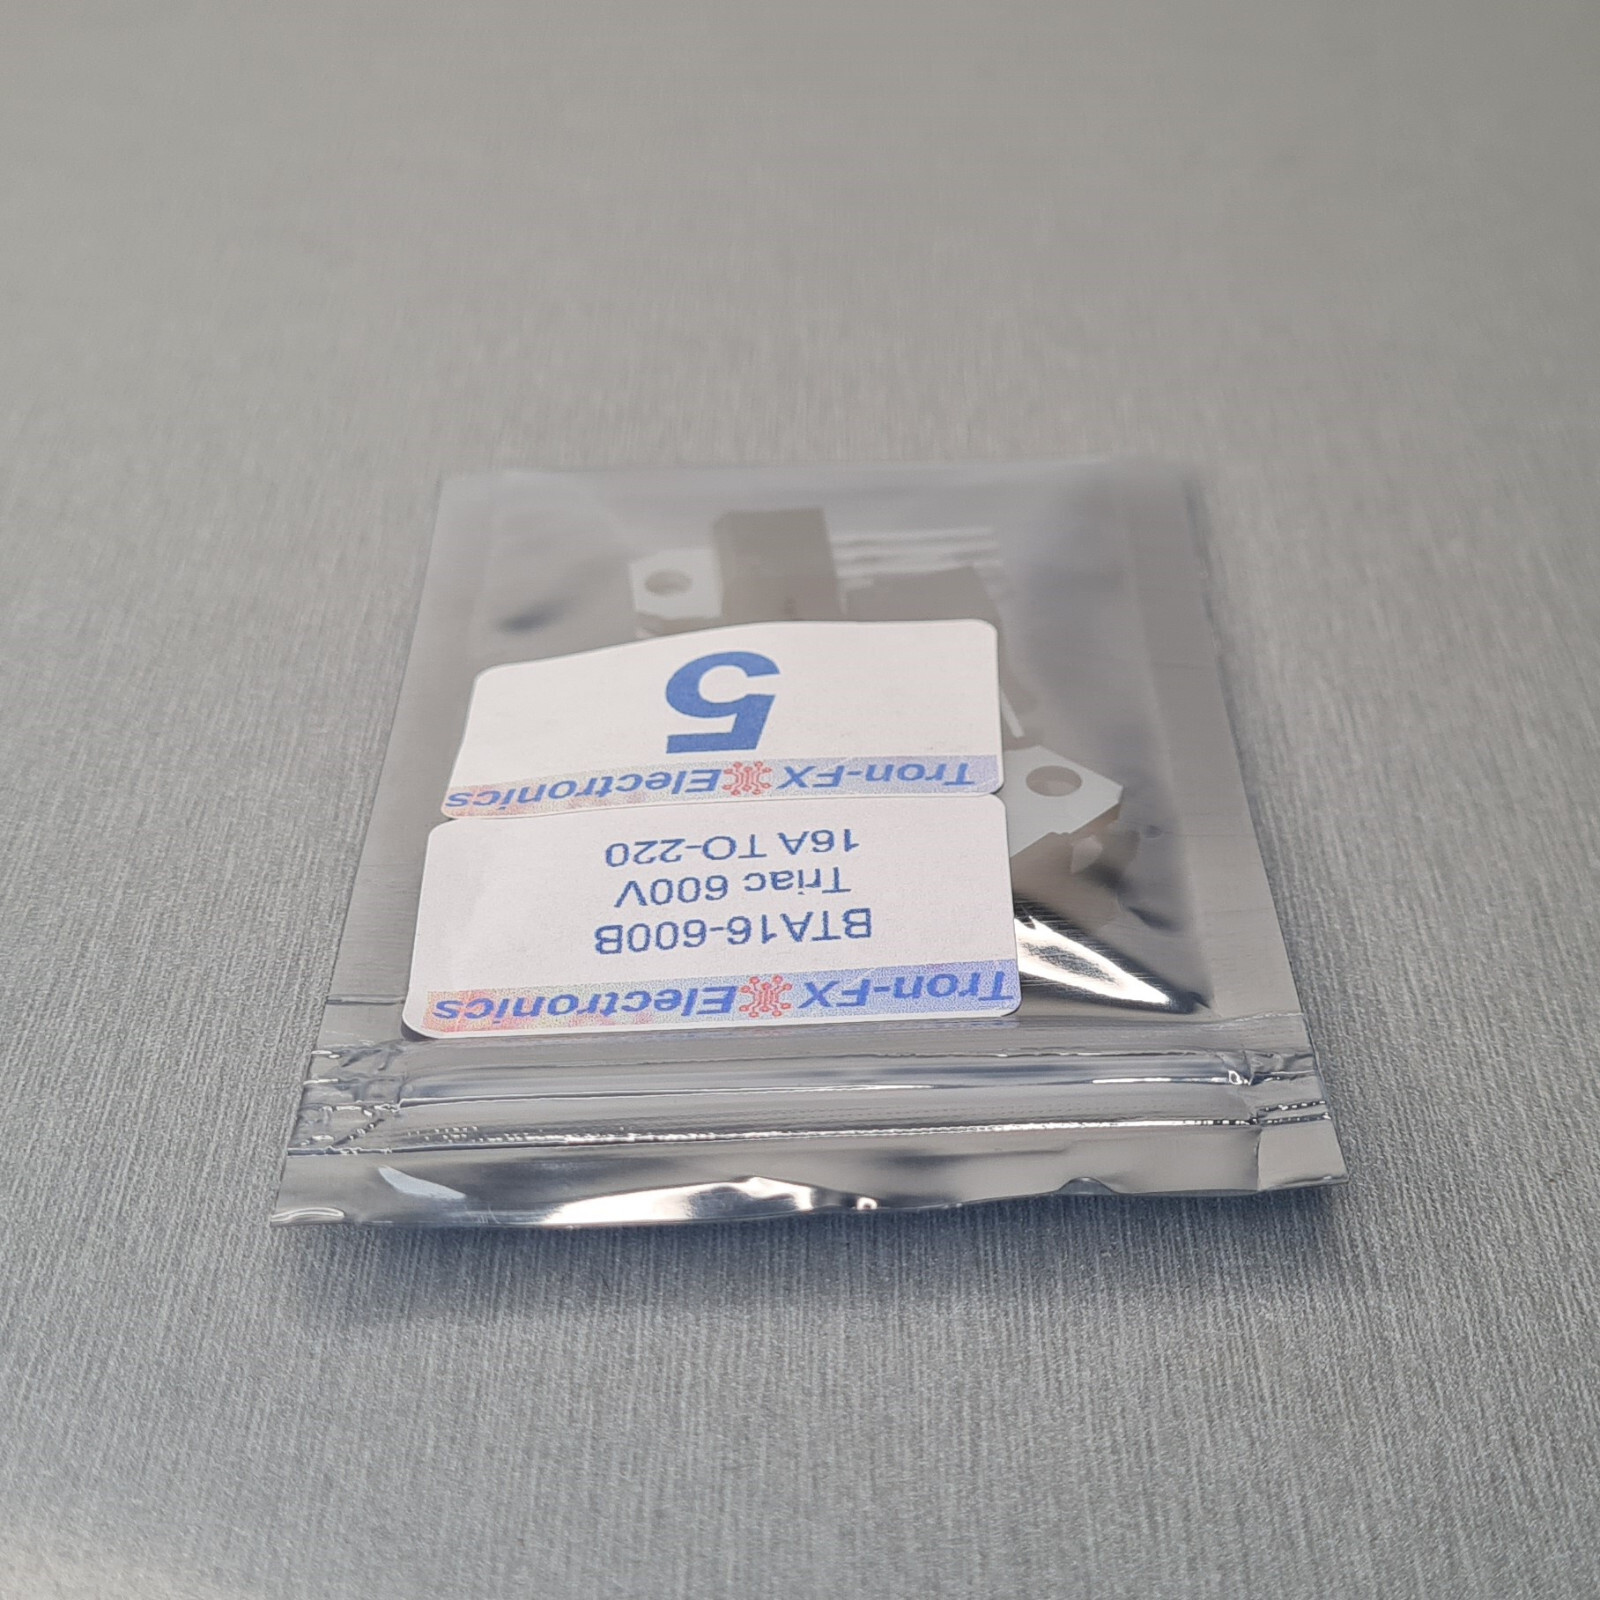 Tron-FX Electronics
BTA16-600B
Triac 600V
16A TO-220
Tron-FX Electronics
5